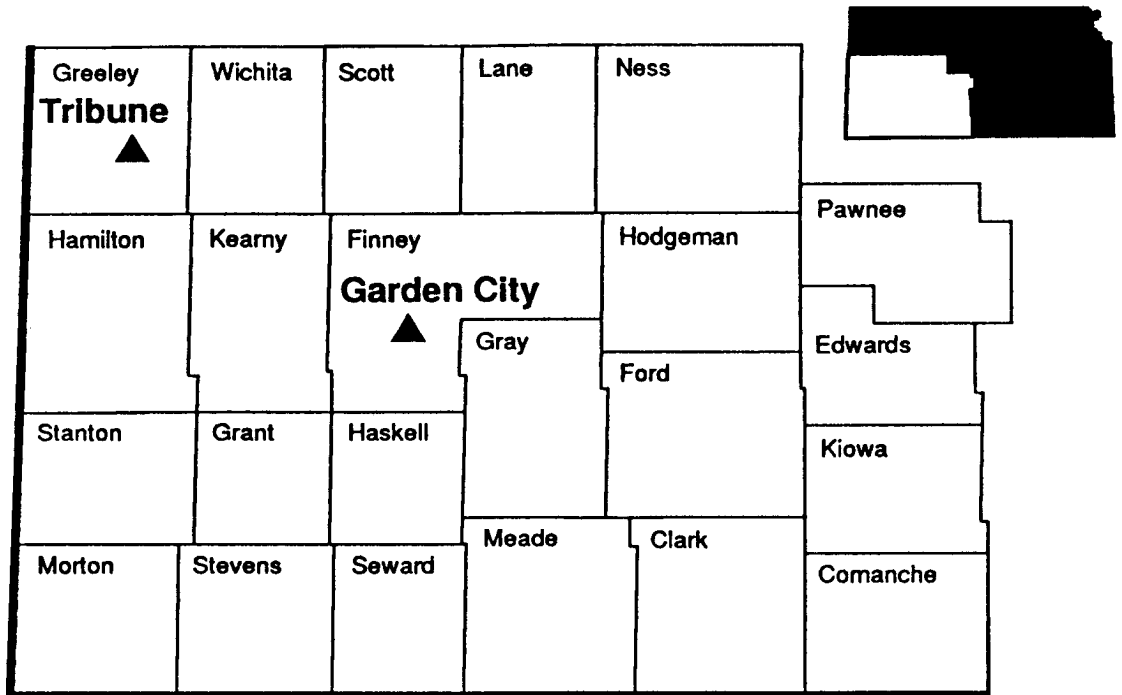 Greeley
Wichita
Scott
Lane
Ness
Tribune
Pawnee
Hamilton
Kearny
Finney
Hodgeman
Garden City
Gray
Edwards
Ford
Stanton
Grant
Haskell
Kiowa
Meade
Clark
Morton
Stevens
Seward
Comanche